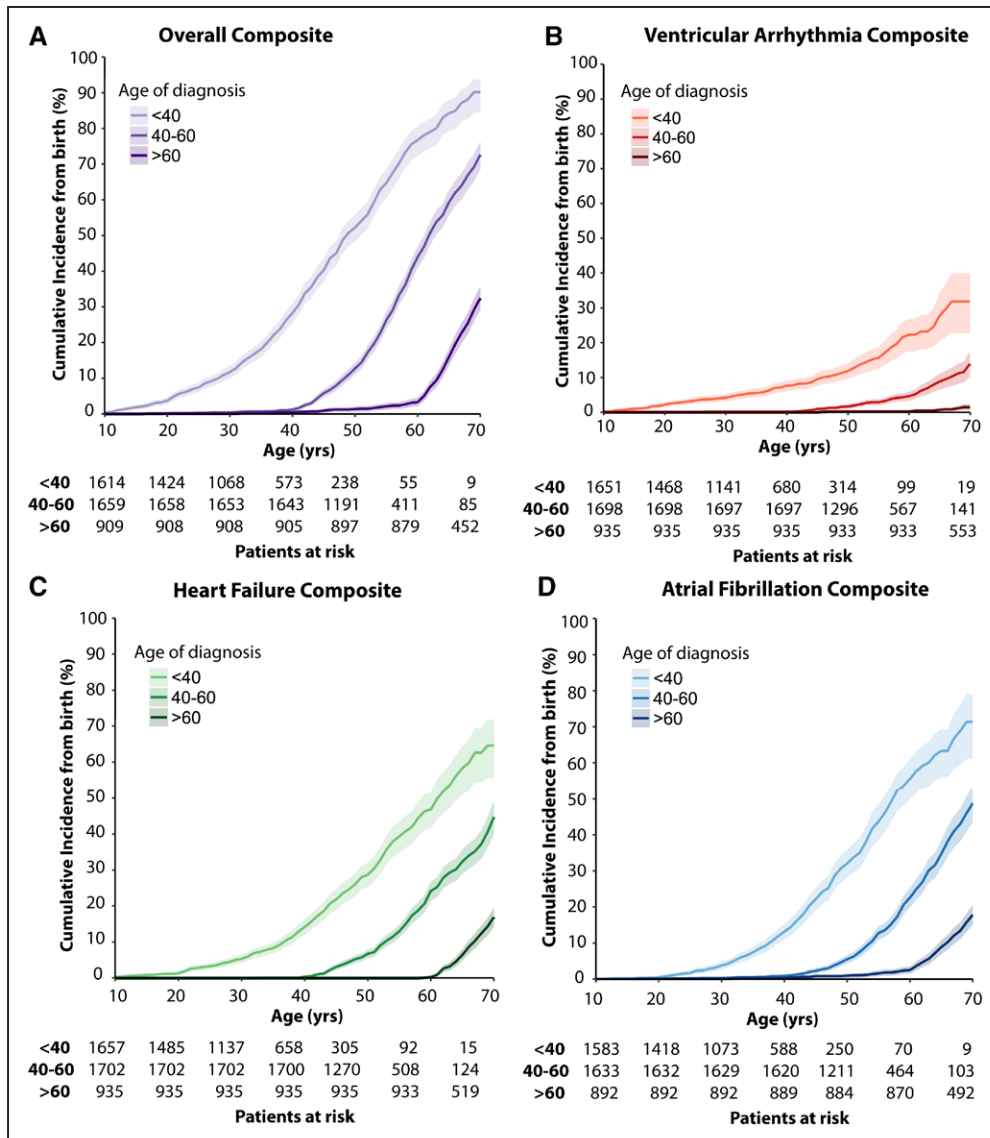 A
Overall Composite
Cumulative Incidence from birth (%)
100
90
80
70
60
50
40
30
20
10
0
Age of diagnosis
<40
40-60
>60
10 20 30 40 50 60 70
Age (yrs)
<40 1614 1424 1068 573 238 55 9
40-60 1659 1658 1653 1643 1191 411 85
>60 909 908 908 905 897 879 452
Patients at risk
B
Ventricular Arrhythmia Composite
Cumulative Incidence from birth (%)
100
90
80
70
60
50
40
30
20
10
0
Age of diagnosis
<40
40-60
>60
10 20 30 40 50 60 70
Age (yrs)
<40 1651 1468 1141 680 314 99 19
40-60 1698 1698 1697 1697 1296 567 141
>60 935 935 935 935 933 933 553
Patients at risk
C
Heart Failure Composite
Cumulative Incidence from birth (%)
100
90
80
70
60
50
40
30
20
10
0
Age of diagnosis
<40
40-60
>60
10 20 30 40 50 60 70
Age (yrs)
<40 1657 1485 1137 658 305 92 15
40-60 1702 1702 1702 1700 1270 508 124
>60 935 935 935 935 935 933 519
Patients at risk
D
Atrial Fibrillation Composite
Cumulative Incidence from birth (%)
100
90
80
70
60
50
40
30
20
10
0
Age of diagnosis
<40
40-60
>60
10 20 30 40 50 60 70
Age (yrs)
<40 1583 1418 1073 588 250 70 9
40-60 1633 1632 1629 1620 1211 464 103
>60 892 892 892 889 884 870 492
Patients at risk